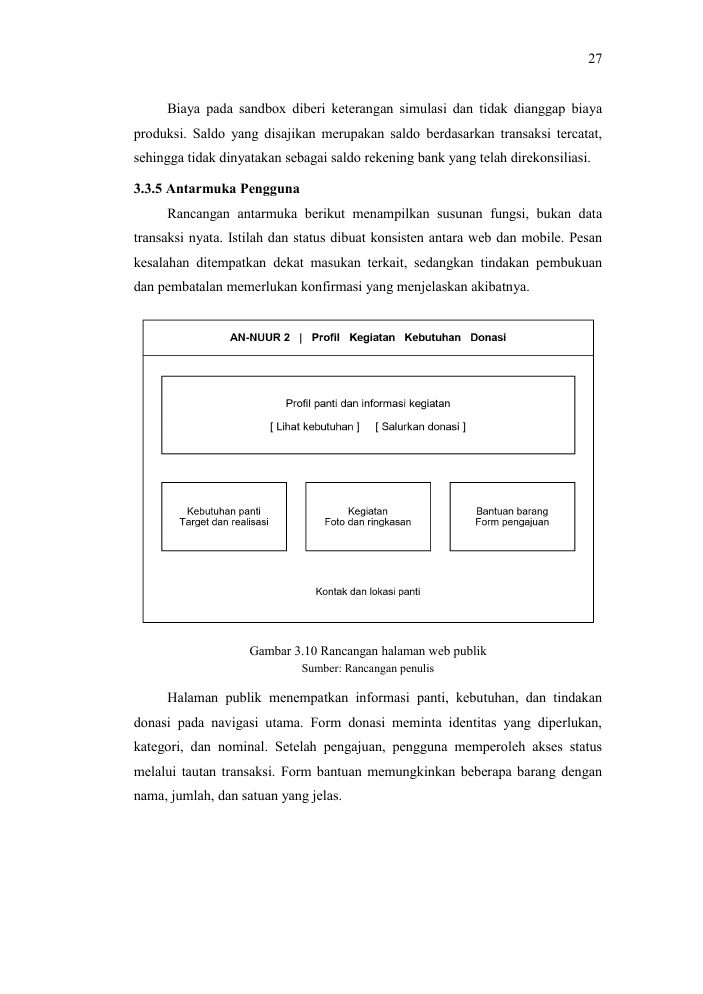 27
Biaya pada sandbox diberi keterangan simulasi dan tidak dianggap biaya
produksi. Saldo yang disajikan merupakan saldo berdasarkan transaksi tercatat,
sehingga tidak dinyatakan sebagai saldo rekening bank yang telah direkonsiliasi.
3.3.5 Antarmuka Pengguna
Rancangan antarmuka berikut menampilkan susunan fungsi, bukan data
transaksi nyata. Istilah dan status dibuat konsisten antara web dan mobile. Pesan
kesalahan ditempatkan dekat masukan terkait, sedangkan tindakan pembukuan
dan pembatalan memerlukan konfirmasi yang menjelaskan akibatnya.
AN-NUUR 2 | Profil Kegiatan Kebutuhan Donasi
Profil panti dan informasi kegiatan
[ Lihat kebutuhan ] [ Salurkan donasi ]
Kebutuhan panti
Target dan realisasi
Kegiatan
Foto dan ringkasan
Bantuan barang
Form pengajuan
Kontak dan lokasi panti
Gambar 3.10 Rancangan halaman web publik
Sumber: Rancangan penulis
Halaman publik menempatkan informasi panti, kebutuhan, dan tindakan
donasi pada navigasi utama. Form donasi meminta identitas yang diperlukan,
kategori, dan nominal. Setelah pengajuan, pengguna memperoleh akses status
melalui tautan transaksi. Form bantuan memungkinkan beberapa barang dengan
nama, jumlah, dan satuan yang jelas.